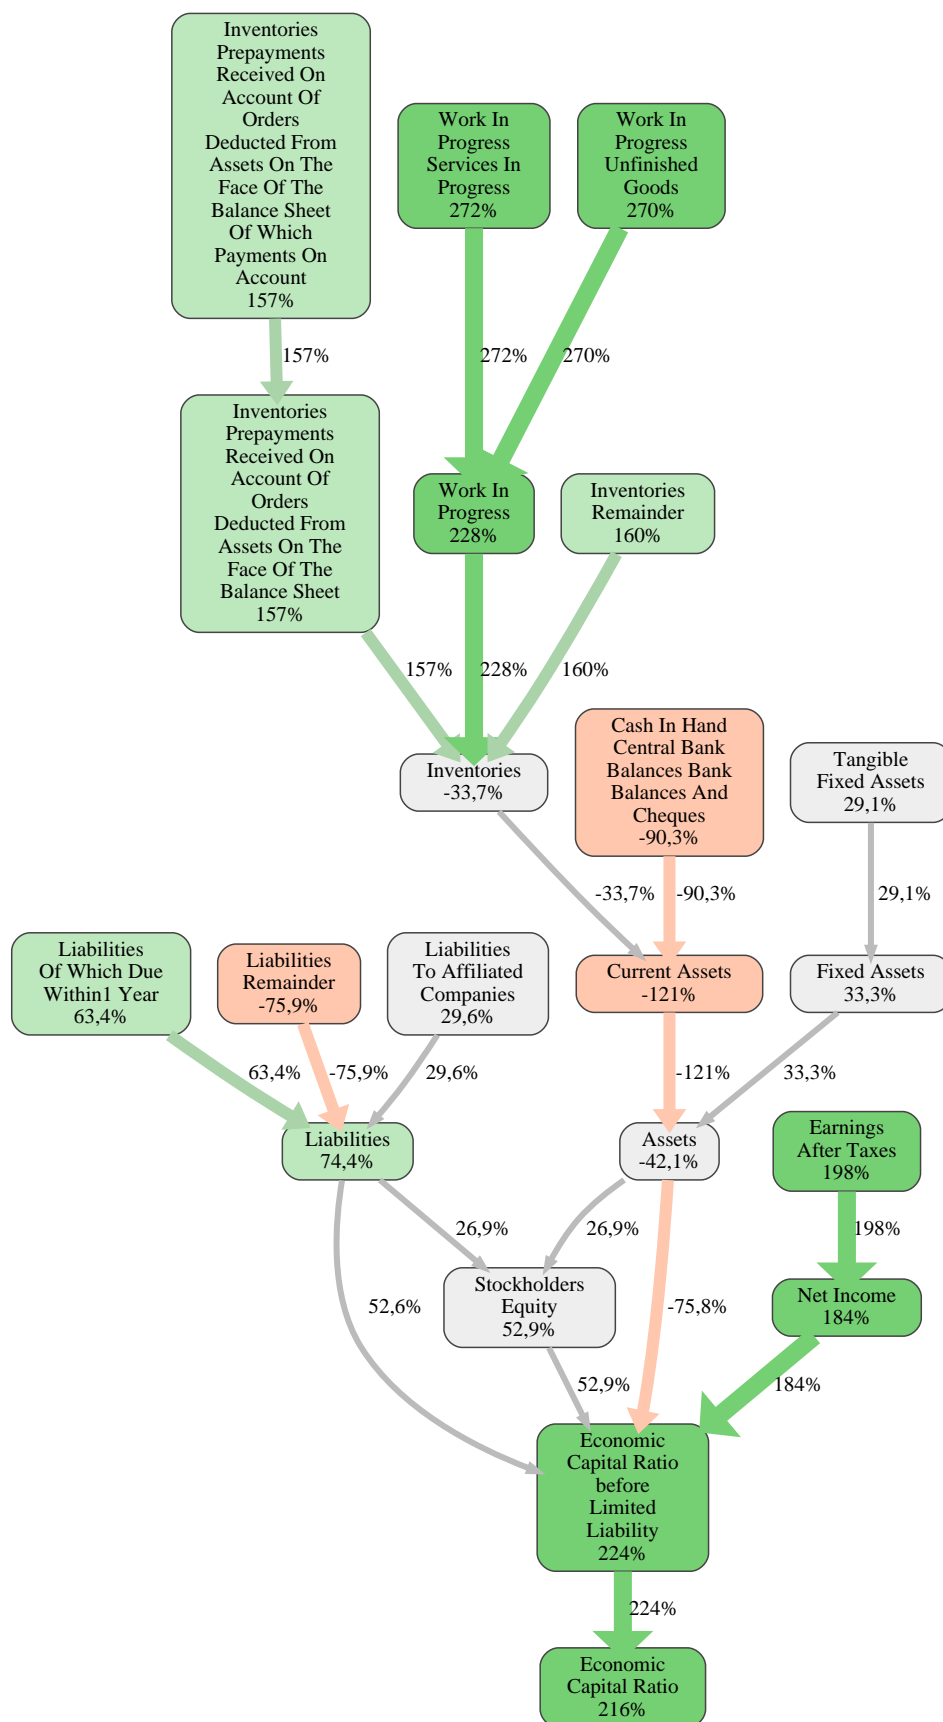 Inventories
Prepayments
Received On
Account Of
Orders
Deducted From
Assets On The
Face Of The
Balance Sheet
Of Which
Payments On
Account
157%
Work In
Progress
Services In
Progress
272%
Work In
Progress
Unfinished
Goods
270%
157%
272%
270%
Inventories
Prepayments
Received On
Account Of
Orders
Deducted From
Assets On The
Face Of The
Balance Sheet
157%
Work In
Progress
228%
Inventories
Remainder
160%
157%
228%
160%
Inventories
-33,7%
Cash In Hand
Central Bank
Balances Bank
Balances And
Cheques
-90,3%
Tangible
Fixed Assets
29,1%
-33,7%
-90,3%
29,1%
Liabilities
Of Which Due
Within1 Year
63,4%
Liabilities
Remainder
-75,9%
Liabilities
To Affiliated
Companies
29,6%
Current Assets
-121%
Fixed Assets
33,3%
63,4%
-75,9%
29,6%
-121%
33,3%
Liabilities
74,4%
Assets
-42,1%
Earnings
After Taxes
198%
26,9%
26,9%
198%
52,6%
Stockholders
Equity
52,9%
-75,8%
Net Income
184%
52,9%
184%
Economic
Capital Ratio
before
Limited
Liability
224%
224%
Economic
Capital Ratio
216%